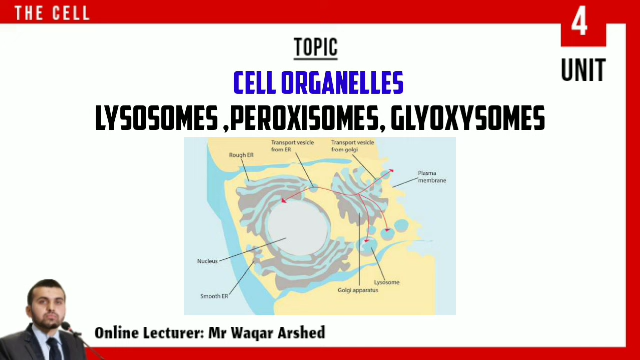 THE CELL
4
UNIT
TOPIC
CELL ORGANELLES
LYSOSOMES ,PEROXISOMES, GLYOXYSOMES
Transport vesicle
from ER
Transport vesicle
from golgi
Rough ER
Plasma
membrane
Nucleus
Smooth ER
Lysosome
Golgi apparatus
Online Lecturer: Mr Waqar Arshed